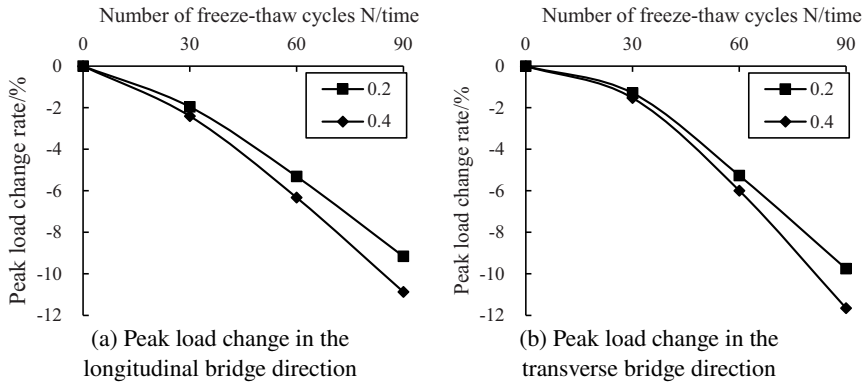 Number of freeze-thaw cycles N/time
0 30 60 90
0
-2
-4
-6
-8
-10
-12
Peak load change rate/%
0.2
0.4
(a) Peak load change in the
longitudinal bridge direction
Number of freeze-thaw cycles N/time
0 30 60 90
0
-2
-4
-6
-8
-10
-12
Peak load change rate/%
0.2
0.4
(b) Peak load change in the
transverse bridge direction